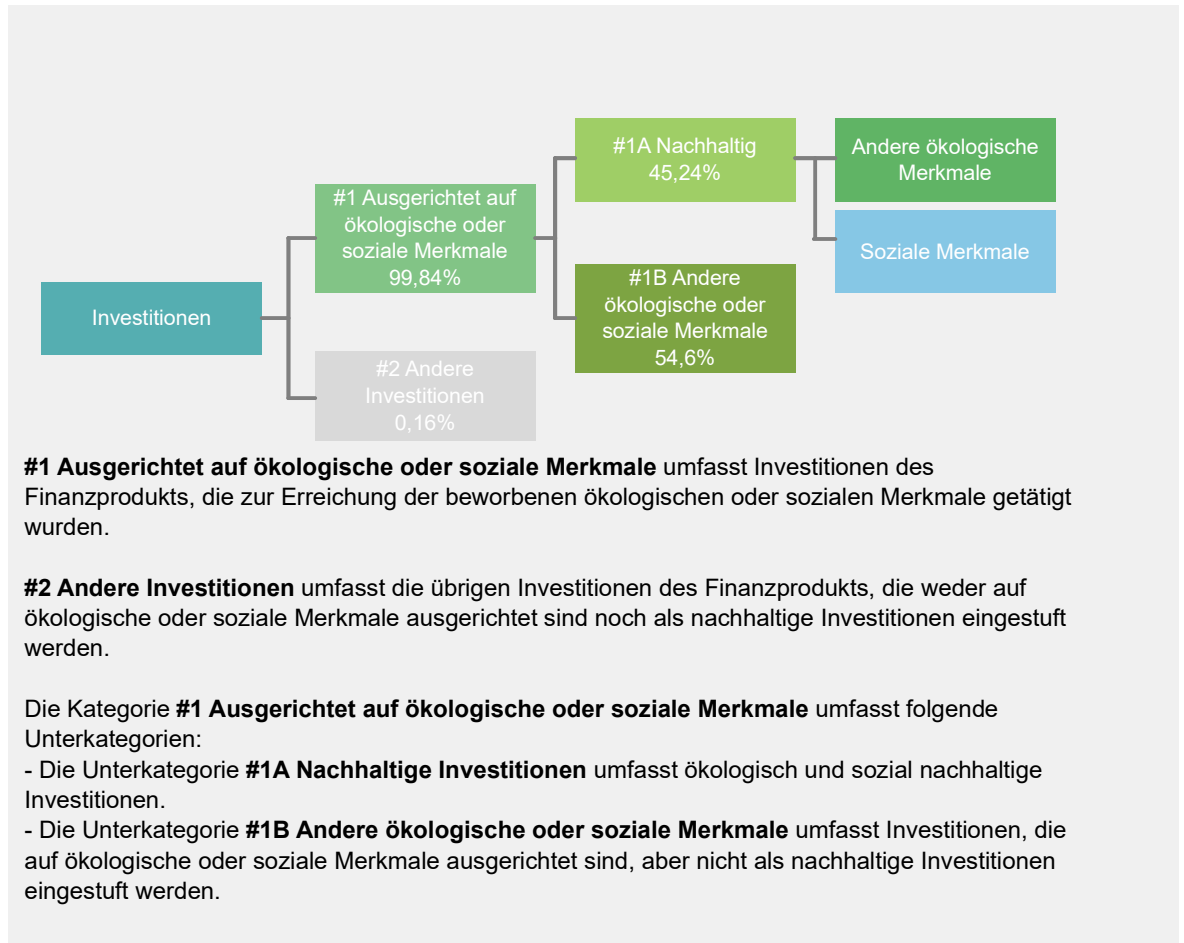 #1A Nachhaltig
45,24%
Andere ökologische
Merkmale
#1 Ausgerichtet auf
ökologische oder
soziale Merkmale
99,84%
Soziale Merkmale
#1B Andere
ökologische oder
soziale Merkmale
54,6%
Investitionen
#2 Andere
Investitionen
0,16%
#1 Ausgerichtet auf ökologische oder soziale Merkmale umfasst Investitionen des
Finanzprodukts, die zur Erreichung der beworbenen ökologischen oder sozialen Merkmale getätigt
wurden.
#2 Andere Investitionen umfasst die übrigen Investitionen des Finanzprodukts, die weder auf
ökologische oder soziale Merkmale ausgerichtet sind noch als nachhaltige Investitionen eingestuft
werden.
Die Kategorie #1 Ausgerichtet auf ökologische oder soziale Merkmale umfasst folgende
Unterkategorien:
- Die Unterkategorie #1A Nachhaltige Investitionen umfasst ökologisch und sozial nachhaltige
Investitionen.
- Die Unterkategorie #1B Andere ökologische oder soziale Merkmale umfasst Investitionen, die
auf ökologische oder soziale Merkmale ausgerichtet sind, aber nicht als nachhaltige Investitionen
eingestuft werden.